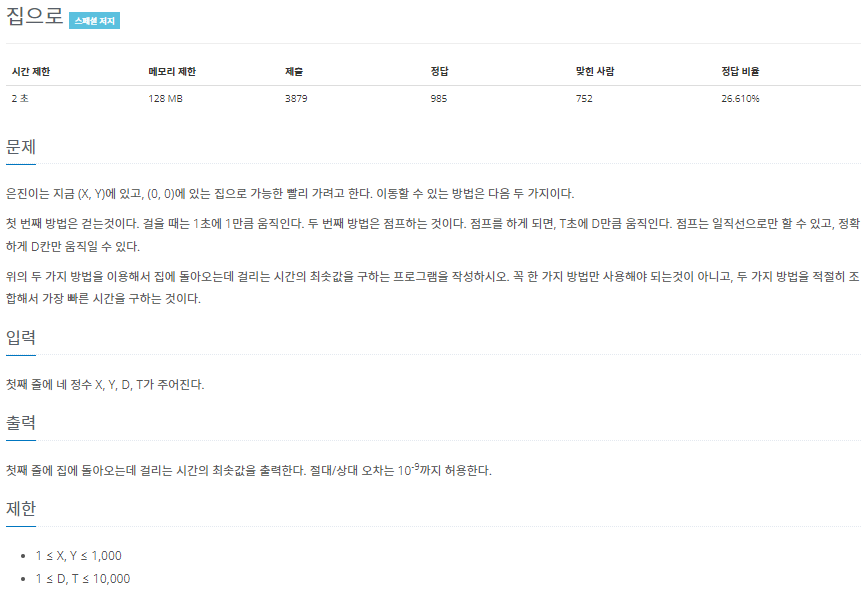 집으로 스페셜 저지
시간 제한 메모리 제한 제출 정답 맞힌 사람 정답 비율
2 초 128 MB 3879 985 752 26.610%
문제
은진이는 지금 (X, Y)에 있고, (0, 0)에 있는 집으로 가능한 빨리 가려고 한다. 이동할 수 있는 방법은 다음 두 가지이다.
첫 번째 방법은 걷는것이다. 걸을 때는 1초에 1만큼 움직인다. 두 번째 방법은 점프하는 것이다. 점프를 하게 되면, T초에 D만큼 움직인다. 점프는 일직선으로만 할 수 있고, 정확
하게 D칸만 움직일 수 있다.
위의 두 가지 방법을 이용해서 집에 돌아오는데 걸리는 시간의 최솟값을 구하는 프로그램을 작성하시오. 꼭 한 가지 방법만 사용해야 되는것이 아니고, 두 가지 방법을 적절히 조
합해서 가장 빠른 시간을 구하는 것이다.
입력
첫째 줄에 네 정수 X, Y, D, T가 주어진다.
출력
첫째 줄에 집에 돌아오는데 걸리는 시간의 최솟값을 출력한다. 절대/상대 오차는 10-9까지 허용한다.
제한
• 1 ≤ X, Y ≤ 1,000
• 1 ≤ D, T ≤ 10,000